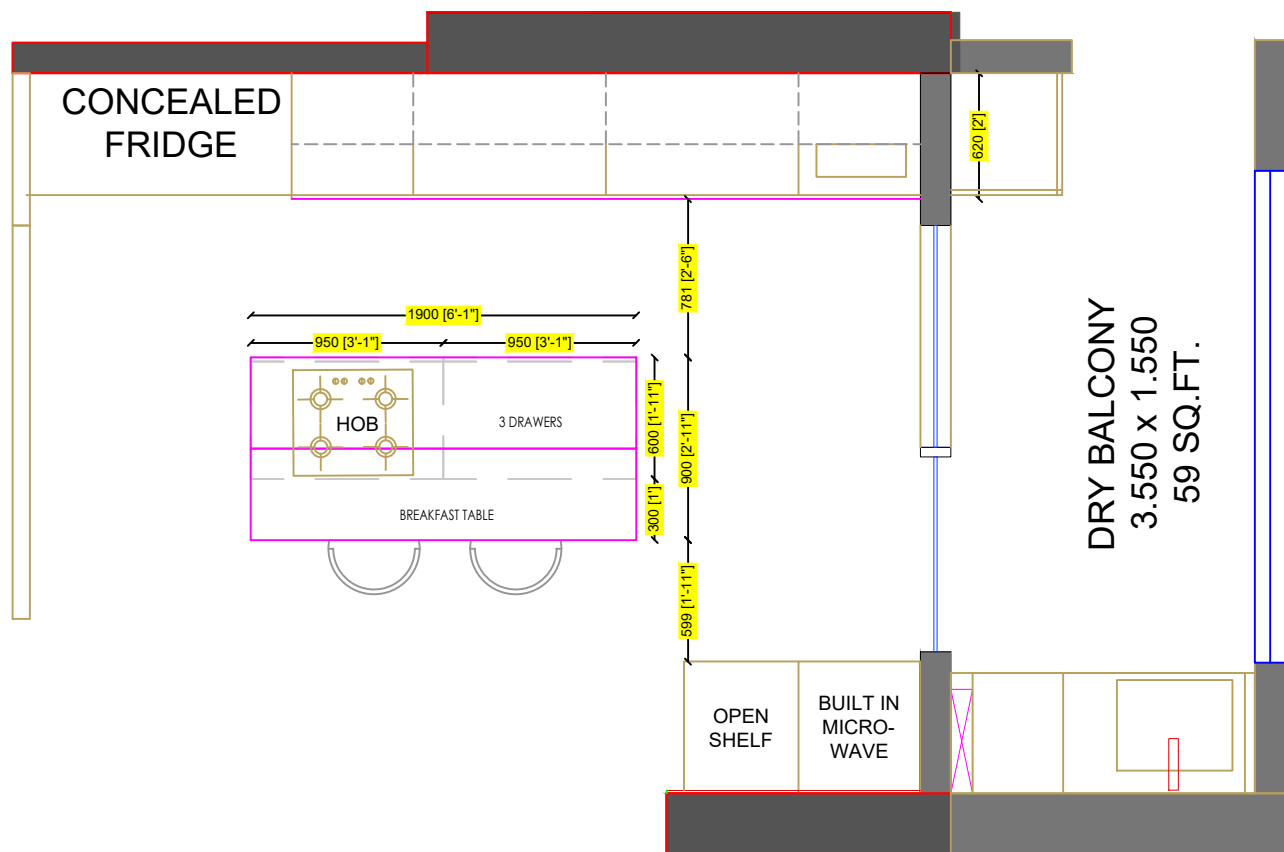 CONCEALED
FRIDGE
620 [2']
781 [2'-6"]
1900 [6'-1"]
950 [3'-1"]
950 [3'-1"]
HOB
3 DRAWERS
600 [1'-11"]
900 [2'-11"]
300 [1']
BREAKFAST TABLE
599 [1'-11"]
DRY BALCONY
3.550 x 1.550
59 SQ.FT.
OPEN
SHELF
BUILT IN
MICRO-
WAVE